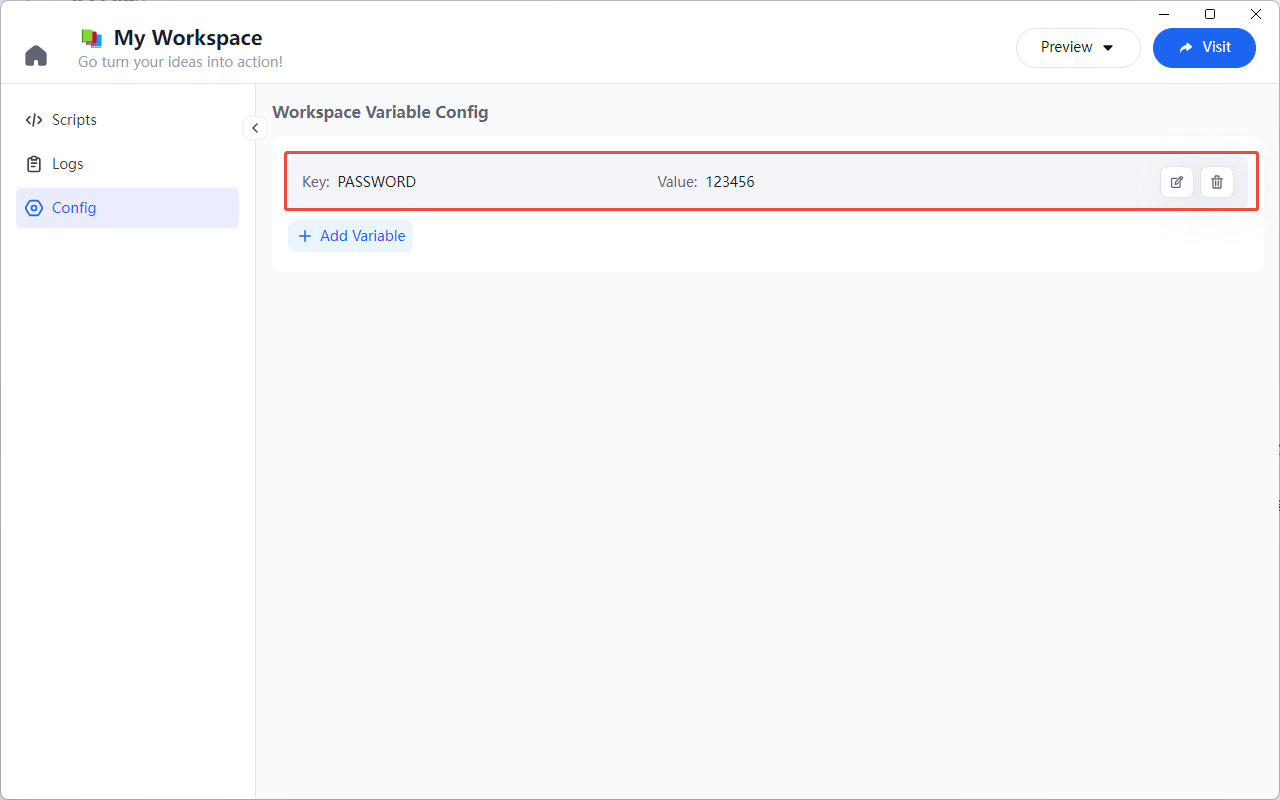 My Workspace
Go turn your ideas into action!
Preview
Visit
Scripts
Logs
Config
Workspace Variable Config
Key: PASSWORD Value: 123456
Add Variable